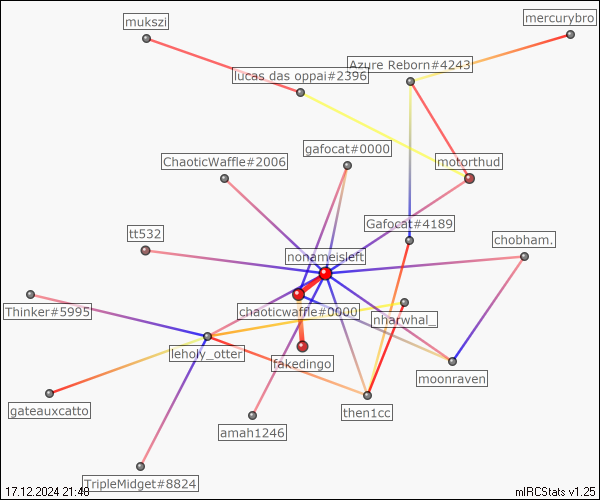 mukszi
mercurybro
Azure Reborn#4243
lucas das oppai#2396
gafocat#0000
ChaoticWaffle#2006
motorthud
Gafocat#4189
tt532
chobham.
nonameisleft
Thinker#5995
chaoticwaffle#0000
nharwhal_
leholy_otter
fakedingo
moonraven
gateauxcatto
then1cc
amah1246
TripleMidget#8824
17.12.2024 21:48
mIRCStats v1.25